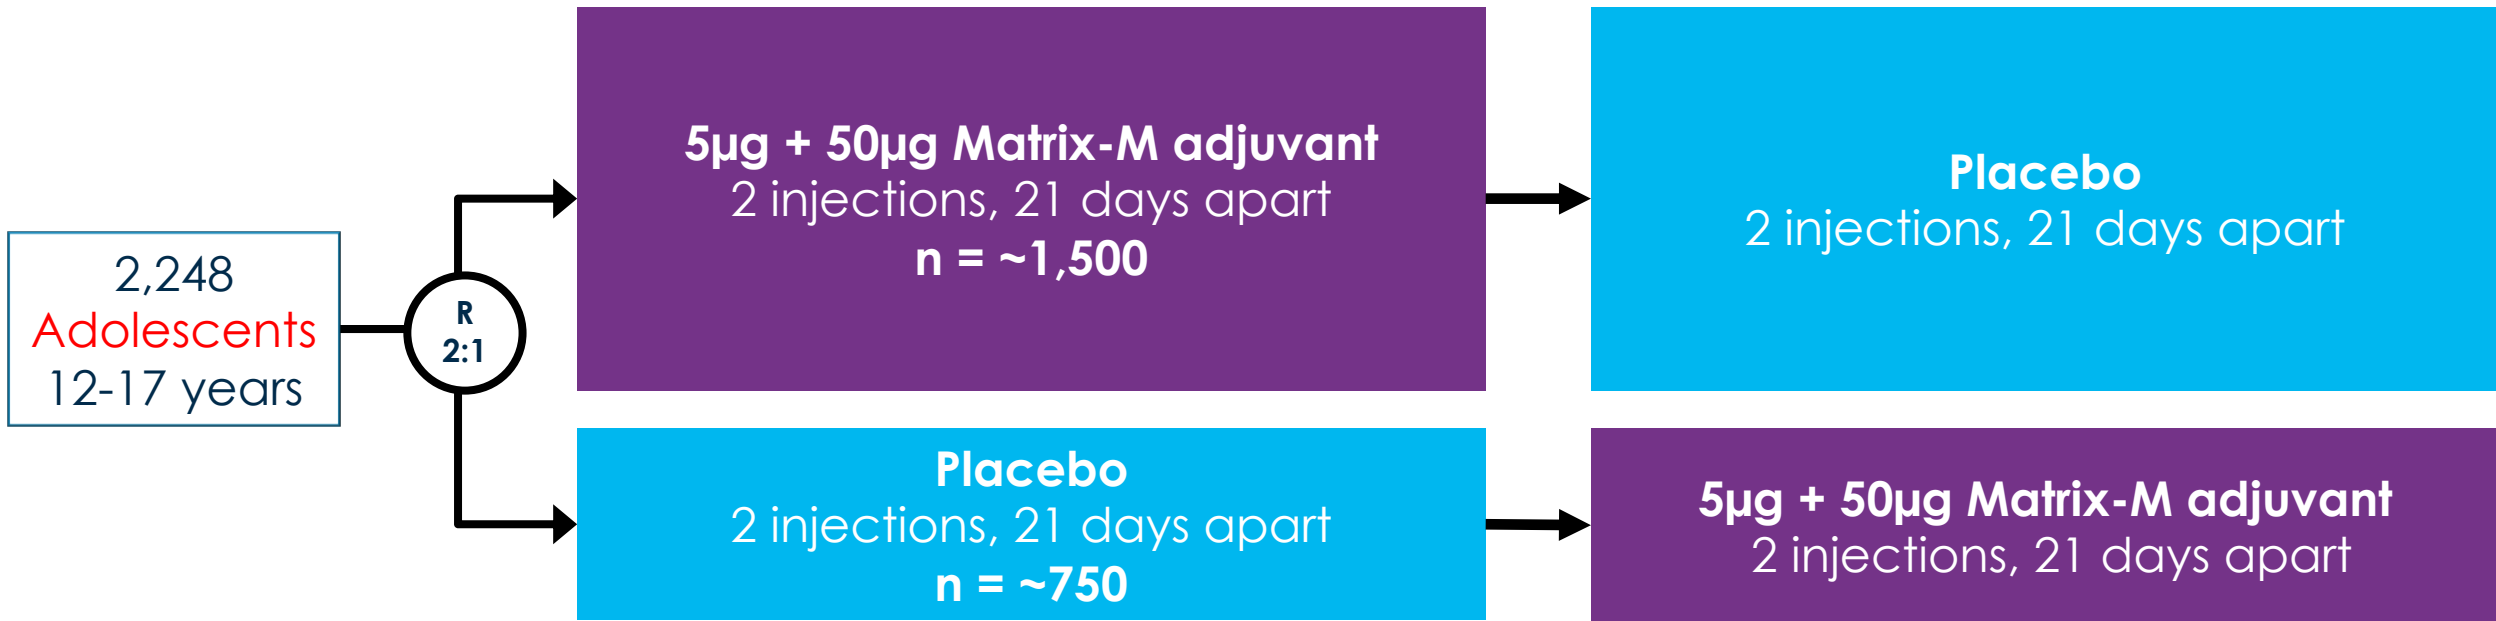 2,248
Adolescents
12-17 years
R
2:1
5µg + 50µg Matrix-M adjuvant
2 injections, 21 days apart
n = ~1,500
Placebo
2 injections, 21 days apart
Placebo
2 injections, 21 days apart
n = ~750
5µg + 50µg Matrix-M adjuvant
2 injections, 21 days apart